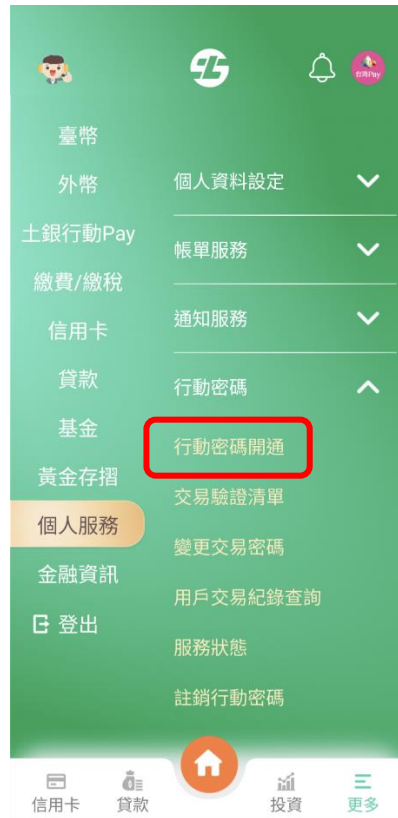 台灣Pay
臺幣
外幣
土銀行動Pay
繳費/繳稅
信用卡
貸款
基金
黃金存摺
個人服務
金融資訊
登出
個人資料設定
帳單服務
通知服務
行動密碼
行動密碼開通
交易驗證清單
變更交易密碼
用戶交易紀錄查詢
服務狀態
註銷行動密碼
信用卡
貸款
投資
更多